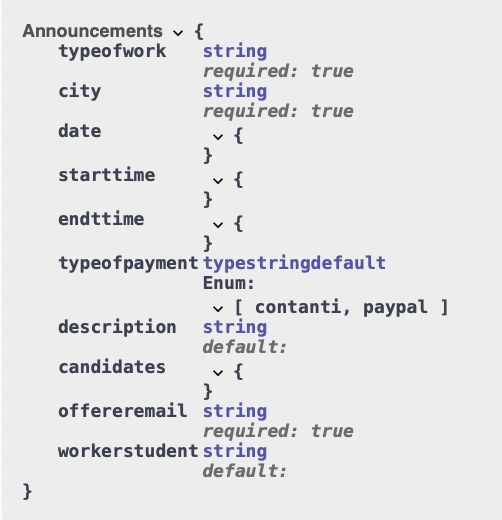 Announcements {
typeofwork string
required: true
city string
required: true
date {
}
starttime {
}
endttime {
}
typeofpayment typestringdefault
Enum:
[ contanti, paypal ]
description string
default:
candidates {
}
offereremail string
required: true
workerstudent string
default:
}